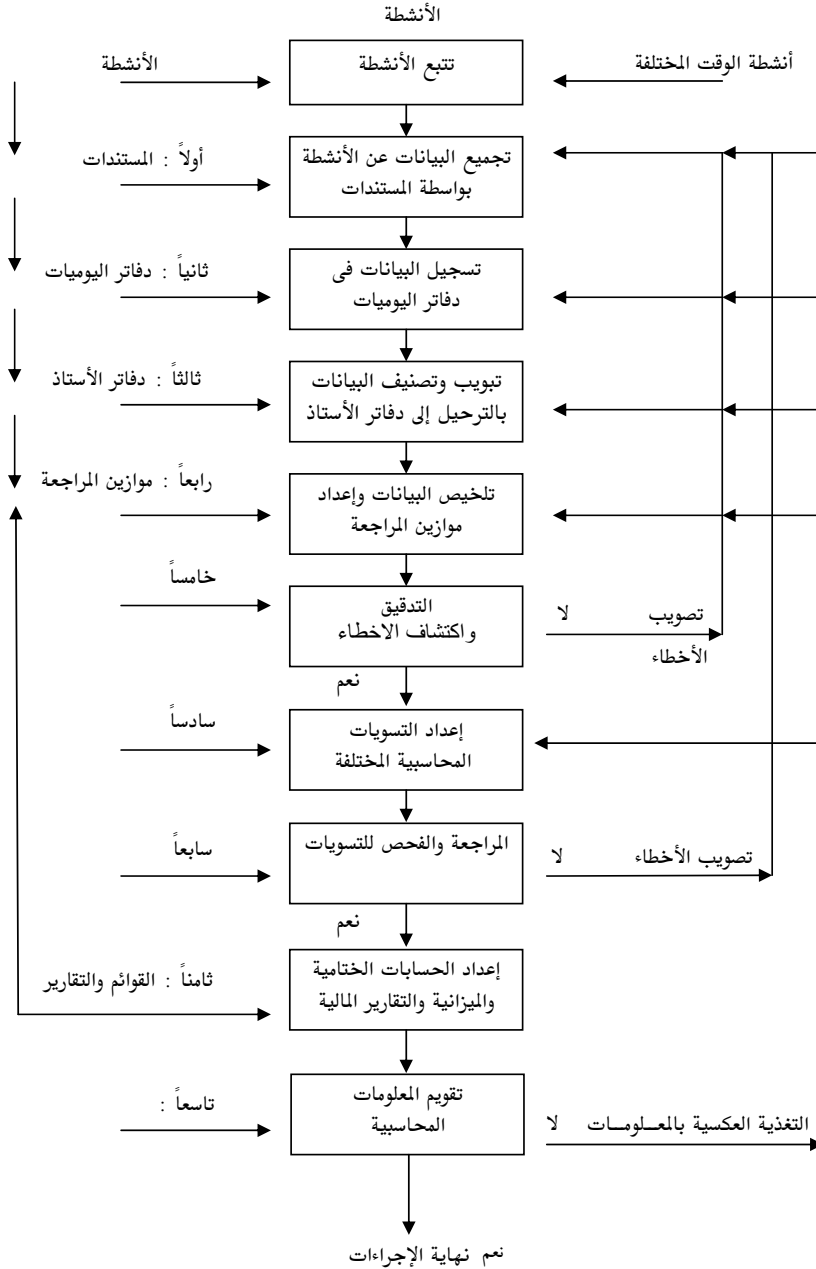 الأنشطة
أنشطة الوقت المختلفة
تتبع الأنشطة
الأنشطة
تجميع البيانات عن الأنشطة
بواسطة المستندات
أولاً : المستندات
تسجيل البيانات فى
دفاتر اليوميات
ثانياً : دفاتر اليوميات
تبويب وتصنيف البيانات
بالترحيل إلى دفاتر الأستاذ
ثالثاً : دفاتر الأستاذ
تلخيص البيانات وإعداد
موازين المراجعة
رابعاً : موازين المراجعة
التدقيق
واكتشاف الاخطاء
خامساً
تصويب لا
الأخطاء
نعم
إعداد التسويات
المحاسبية المختلفة
سادساً
المراجعة والفحص للتسويات
سابعاً
تصويب الأخطاء لا
نعم
إعداد الحسابات الختامية
والميزانية والتقارير المالية
ثامناً : القوائم والتقارير
تقويم المعلومات
المحاسبية
تاسعاً :
التغذية العكسية بالمعـلومـات لا
نعم نهاية الإجراءات